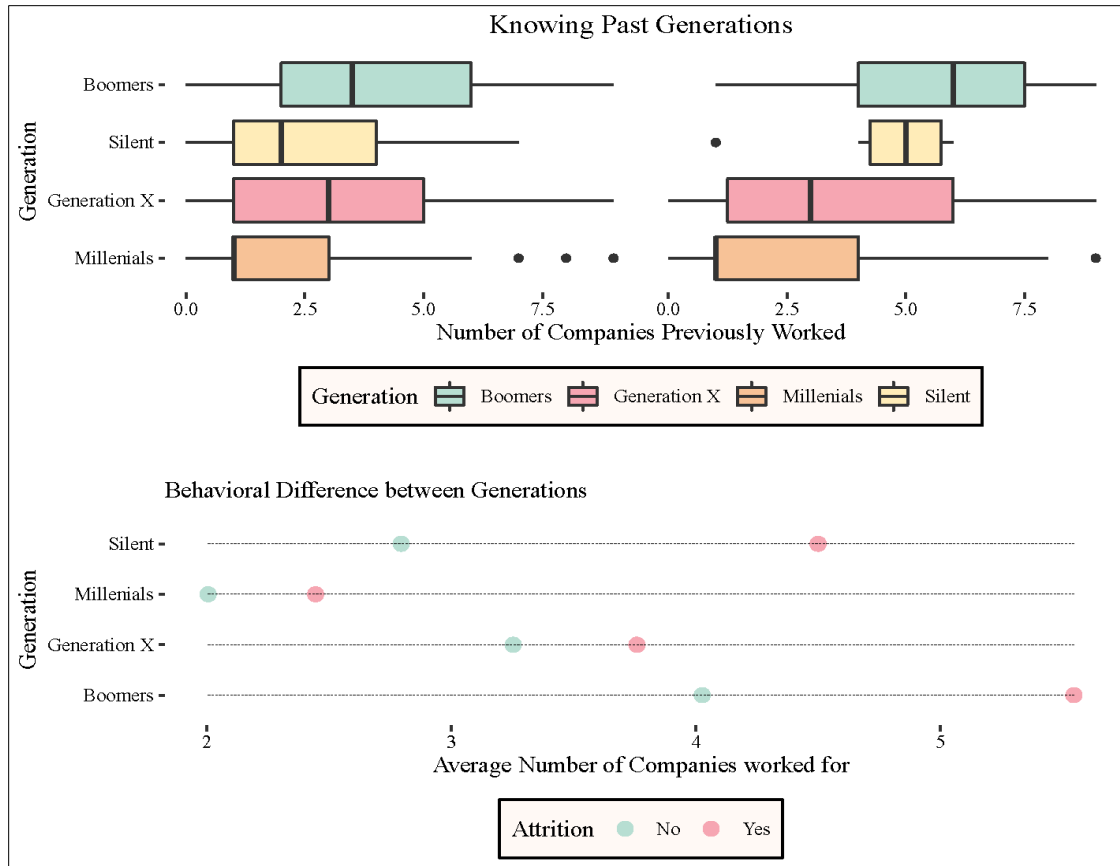 Knowing Past Generations
Generation
Boomers
Silent
Generation X
Millenials
0.0 2.5 5.0 7.5 0.0 2.5 5.0 7.5
Number of Companies Previously Worked
Generation Boomers Generation X Millenials Silent
Behavioral Difference between Generations
Generation
Silent
Millenials
Generation X
Boomers
2 3 4 5
Average Number of Companies worked for
Attrition No Yes